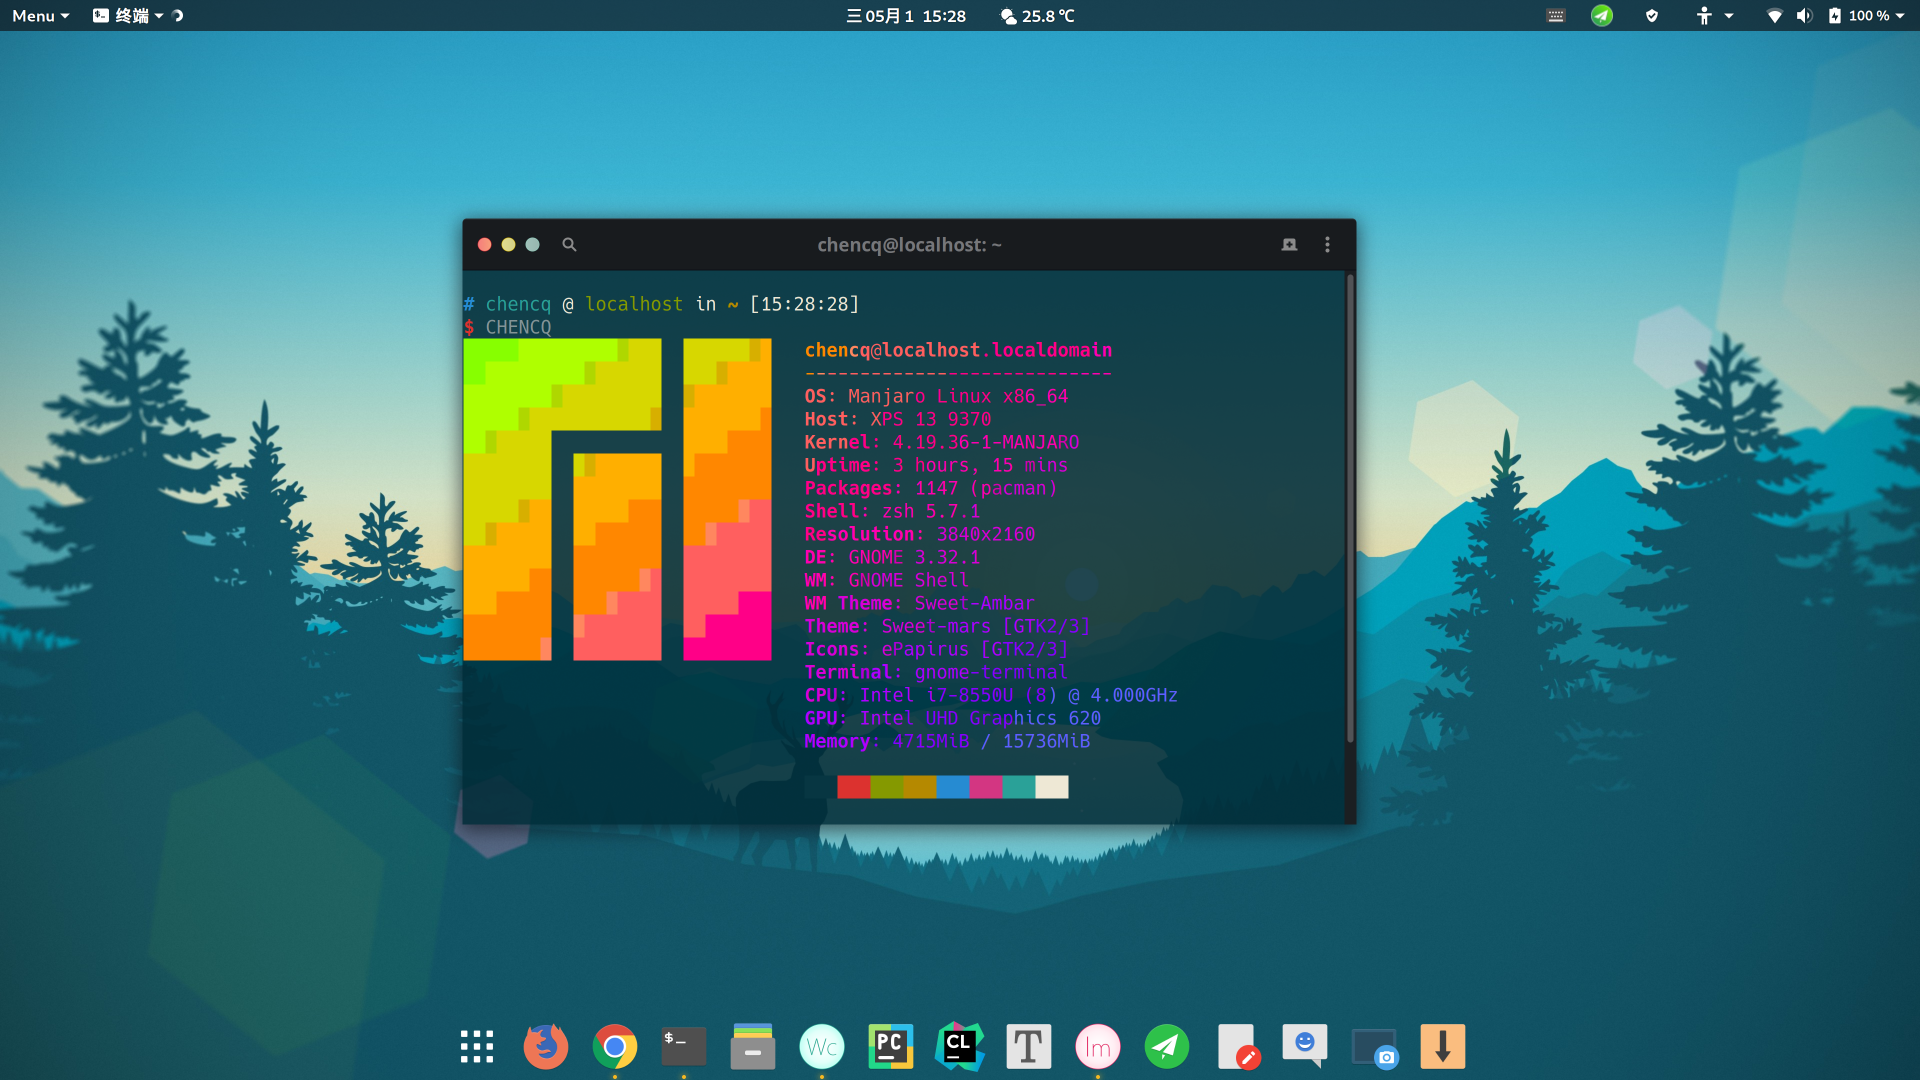 Menu 终端 三 05月 1 15:28 25.8 ℃ 100 %
chencq@localhost: ~
# chencq @ localhost in ~ [15:28:28]
$ CHENCQ
chencq@localhost.localdomain
----------------------------
OS: Manjaro Linux x86_64
Host: XPS 13 9370
Kernel: 4.19.36-1-MANJARO
Uptime: 3 hours, 15 mins
Packages: 1147 (pacman)
Shell: zsh 5.7.1
Resolution: 3840x2160
DE: GNOME 3.32.1
WM: GNOME Shell
WM Theme: Sweet-Ambar
Theme: Sweet-mars [GTK2/3]
Icons: ePapirus [GTK2/3]
Terminal: gnome-terminal
CPU: Intel i7-8550U (8) @ 4.000GHz
GPU: Intel UHD Graphics 620
Memory: 4715MiB / 15736MiB
$_ Wc PC CL T Im